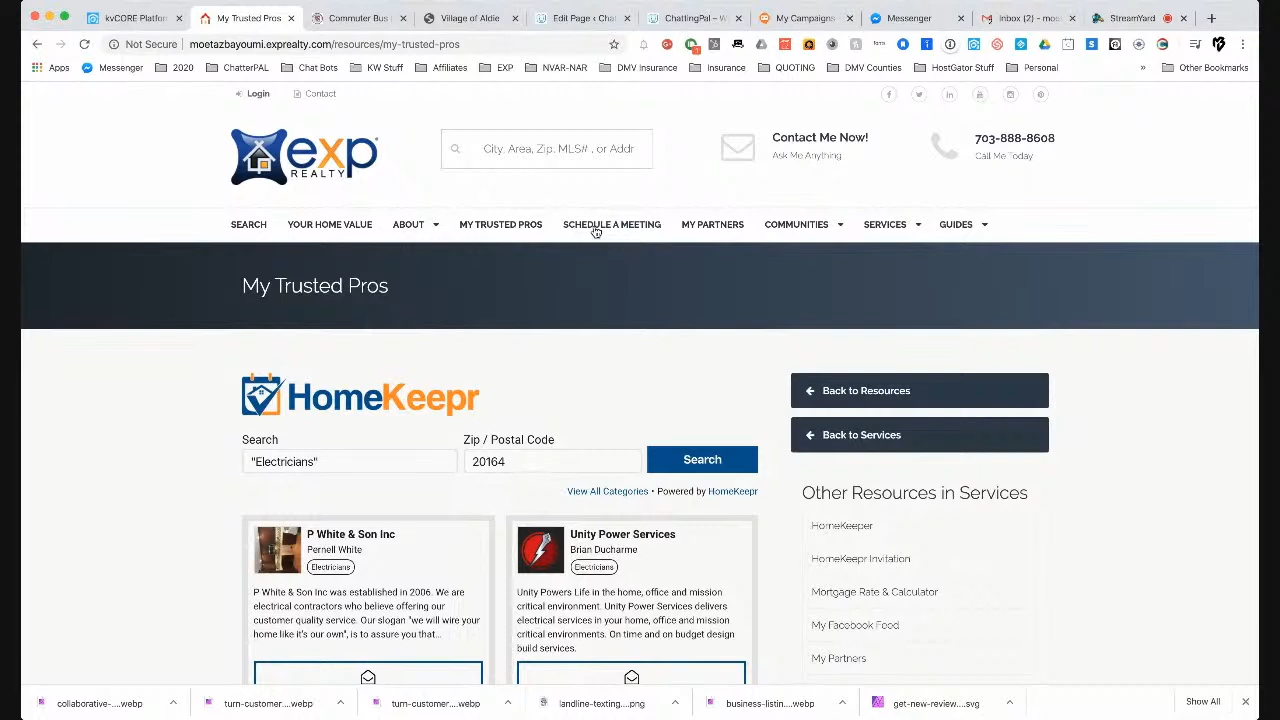 kvCORE Platform
My Trusted Pros
Commuter Bus
Village of Aldie
Edit Page ‹ Chat
ChattingPal – W
My Campaigns
Messenger
Inbox (2) - moe
StreamYard
Not Secure | moetazbayoumi.exprealty.com/resources/my-trusted-pros
Apps Messenger 2020 ChatterPAL Chat Bots KW Stuff Affiliates EXP NVAR-NAR DMV Insurance Insurance QUOTING DMV Counties HostGator Stuff Personal » Other Bookmarks
Login Contact
exp
REALTY
City, Area, Zip, MLS# , or Addr
Contact Me Now!
Ask Me Anything
703-888-8608
Call Me Today
SEARCH YOUR HOME VALUE ABOUT MY TRUSTED PROS SCHEDULE A MEETING MY PARTNERS COMMUNITIES SERVICES GUIDES
My Trusted Pros
HomeKeepr
Search
"Electricians"
Zip / Postal Code
20164
Search
View All Categories • Powered by HomeKeepr
P White & Son Inc
Pernell White
Electricians
P White & Son Inc was established in 2006. We are
electrical contractors who believe offering our
customer quality service. Our slogan "we will wire your
home like it's our own", is to assure you that...
Unity Power Services
Brian Ducharme
Electricians
Unity Powers Life in the home, office and mission
critical environment. Unity Power Services delivers
electrical services in your home, office and mission
critical environments. On time and on budget design
build services.
Back to Resources
Back to Services
Other Resources in Services
HomeKeeper
HomeKeepr Invitation
Mortgage Rate & Calculator
My Facebook Feed
My Partners
collaborative-....webp
turn-customer....webp
turn-customer....webp
landline-texting....png
business-listin....webp
get-new-review....svg
Show All